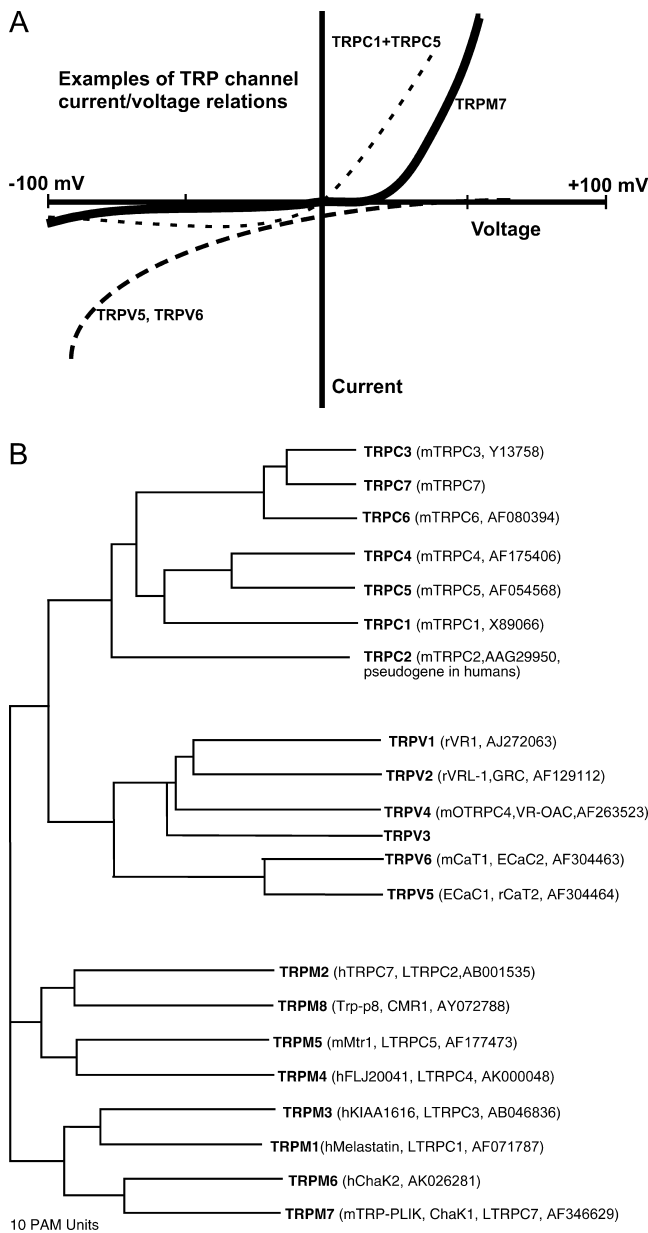 A
TRPC1+TRPC5
Examples of TRP channel
current/voltage relations
TRPM7
-100 mV
+100 mV
Voltage
TRPV5, TRPV6
Current
B
TRPC3 (mTRPC3, Y13758)
TRPC7 (mTRPC7)
TRPC6 (mTRPC6, AF080394)
TRPC4 (mTRPC4, AF175406)
TRPC5 (mTRPC5, AF054568)
TRPC1 (mTRPC1, X89066)
TRPC2 (mTRPC2,AAG29950,
pseudogene in humans)
TRPV1 (rVR1, AJ272063)
TRPV2 (rVRL-1,GRC, AF129112)
TRPV4 (mOTRPC4,VR-OAC,AF263523)
TRPV3
TRPV6 (mCaT1, ECaC2, AF304463)
TRPV5 (ECaC1, rCaT2, AF304464)
TRPM2 (hTRPC7, LTRPC2,AB001535)
TRPM8 (Trp-p8, CMR1, AY072788)
TRPM5 (mMtr1, LTRPC5, AF177473)
TRPM4 (hFLJ20041, LTRPC4, AK000048)
TRPM3 (hKIAA1616, LTRPC3, AB046836)
TRPM1(hMelastatin, LTRPC1, AF071787)
TRPM6 (hChaK2, AK026281)
TRPM7 (mTRP-PLIK, ChaK1, LTRPC7, AF346629)
10 PAM Units